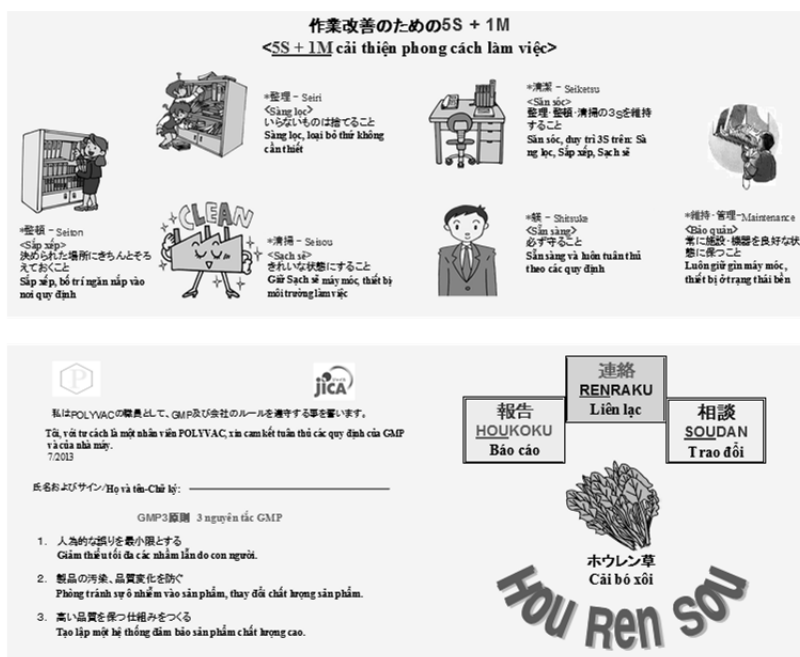 作業改善のための5S + 1M
<5S + 1M cải thiện phong cách làm việc>
*整理 - Seiri
<Sàng lọc>
いらないものは捨てること
Sàng lọc, loại bỏ thứ không
cần thiết
*清潔 - Seiketsu
<Săn sóc>
整理･整頓･清掃の3Sを維持
すること
Săn sóc, duy trì 3S trên: Sà
ng lọc, Sắp xếp, Sạch sẽ
*整頓 - Seiton
<Sắp xếp>
決められた場所にきちんとそろ
えておくこと
Sắp xếp, bố trí ngăn nắp vào
nơi quy định
CLEAN
*清掃 - Seisou
<Sạch sẽ>
きれいな状態にすること
Giữ Sạch sẽ máy móc, thiết bị
môi trường làm việc
*躾 - Shitsuke
<Sẵn sàng>
必ず守ること
Sẵn sàng và luôn tuân thủ
theo các quy định
*維持･管理-Maintenance
<Bảo quản>
常に施設･機器を良好な状
態に保つこと
Luôn giữ gìn máy móc,
thiết bị ở trạng thái bền
P
JICA
私はPOLYVACの職員として、GMP及び会社のルールを遵守する事を誓います。
Tôi, với tư cách là một nhân viên POLYVAC, xin cam kết tuân thủ các quy định của GMP
và của nhà máy.
7/2013
氏名およびサイン/Họ và tên-Chữ ký:
GMP3原則 3 nguyên tắc GMP
1. 人為的な誤りを最小限とする
Giảm thiểu tối đa các nhầm lẫn do con người.
2. 製品の汚染、品質変化を防ぐ
Phòng tránh sự ô nhiễm vào sản phẩm, thay đổi chất lượng sản phẩm.
3. 高い品質を保つ仕組みをつくる
Tạo lập một hệ thống đảm bảo sản phẩm chất lượng cao.
連絡
RENRAKU
Liên lạc
報告
HOUKOKU
Báo cáo
相談
SOUDAN
Trao đổi
ホウレン草
Cải bó xôi
Hou Ren Sou